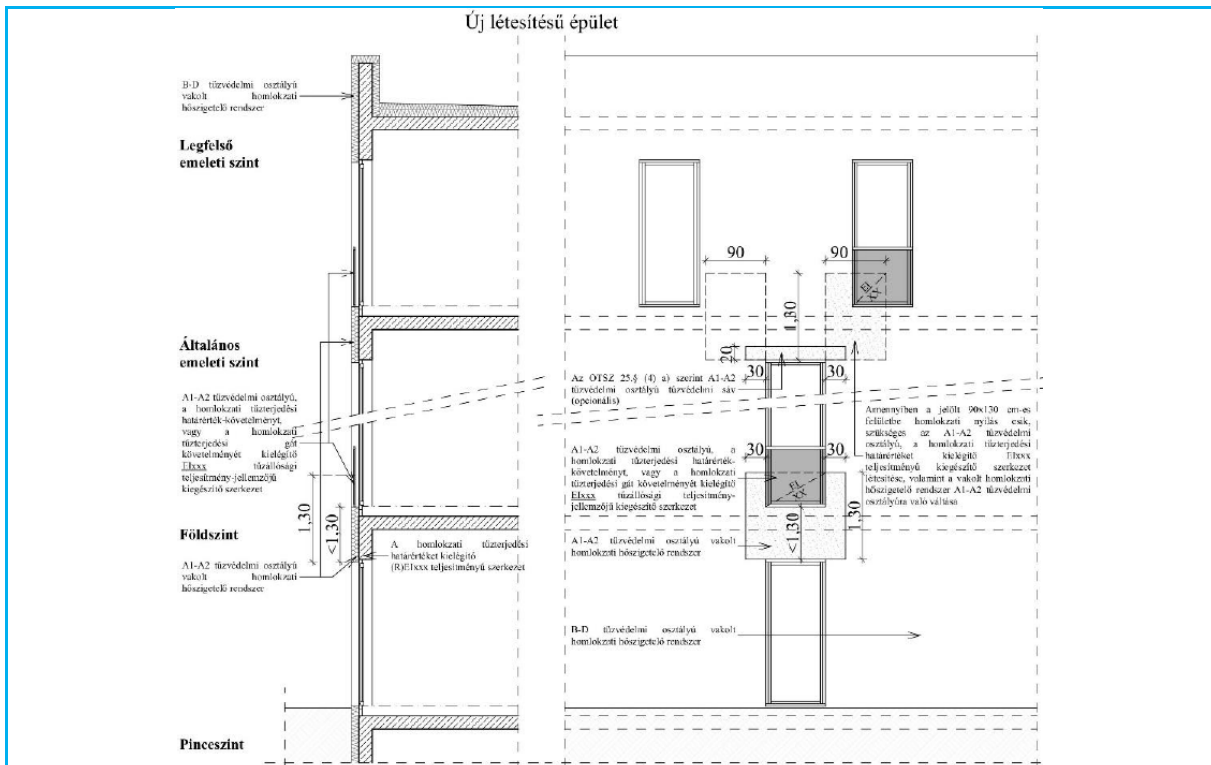 Új létesítésű épület
B-D tűzvédelmi osztályú
vakolt homlokzati
hőszigetelő rendszer
Legfelső
emeleti szint
Általános
emeleti szint
A1-A2 tűzvédelmi osztályú,
a homlokzati tűzterjedési
határérték-követelményt,
vagy a homlokzati
tűzterjedési gát
követelményét kielégítő
EIxxx tűzállósági
teljesítmény-jellemzőjű
kiegészítő szerkezet
1,30
<1,30
Földszint
A1-A2 tűzvédelmi osztályú
vakolt homlokzati
hőszigetelő rendszer
A homlokzati tűzterjedési
határértéket kielégítő
(R)EIxxx teljesítményű szerkezet
Pinceszint
90
90
EI
XX
1,30
20
Az OTSZ 25.§ (4) a) szerint A1-A2
tűzvédelmi osztályú tűzvédelmi sáv
(opcionális)
30
30
Amennyiben a jelölt 90x130 cm-es
felületbe homlokzati nyílás esik,
szükséges az A1-A2 tűzvédelmi
osztályú, a homlokzati tűzterjedési
határértéket kielégítő EIxxx
teljesítményű kiegészítő szerkezet
létesítése, valamint a vakolt homlokzati
hőszigetelő rendszer A1-A2 tűzvédelmi
osztályúra való váltása
A1-A2 tűzvédelmi osztályú, a
homlokzati tűzterjedési határérték-
követelményt, vagy a homlokzati
tűzterjedési gát követelményét kielégítő
EIxxx tűzállósági teljesítmény-
jellemzőjű kiegészítő szerkezet
30
30
EI
XX
<1,30
1,30
A1-A2 tűzvédelmi osztályú vakolt
homlokzati hőszigetelő rendszer
B-D tűzvédelmi osztályú vakolt
homlokzati hőszigetelő rendszer